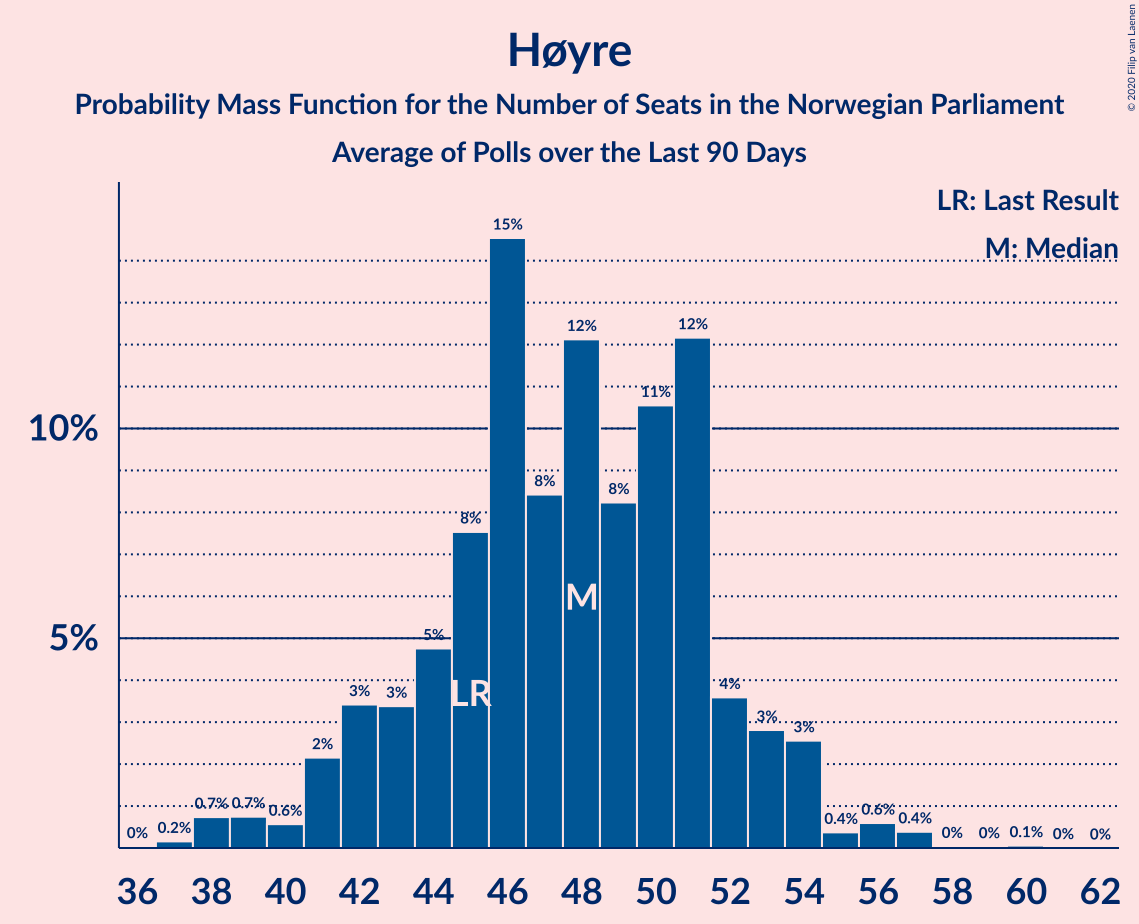 Høyre
Probability Mass Function for the Number of Seats in the Norwegian Parliament
Average of Polls over the Last 90 Days
© 2020 Filip van Laenen
LR: Last Result
M: Median
10%
5%
0% 0.2% 0.7% 0.7% 0.6% 2% 3% 3% 5% 8% 15% 8% 12% 8% 11% 12% 4% 3% 3% 0.4% 0.6% 0.4% 0% 0% 0.1% 0% 0%
LR
M
36 38 40 42 44 46 48 50 52 54 56 58 60 62